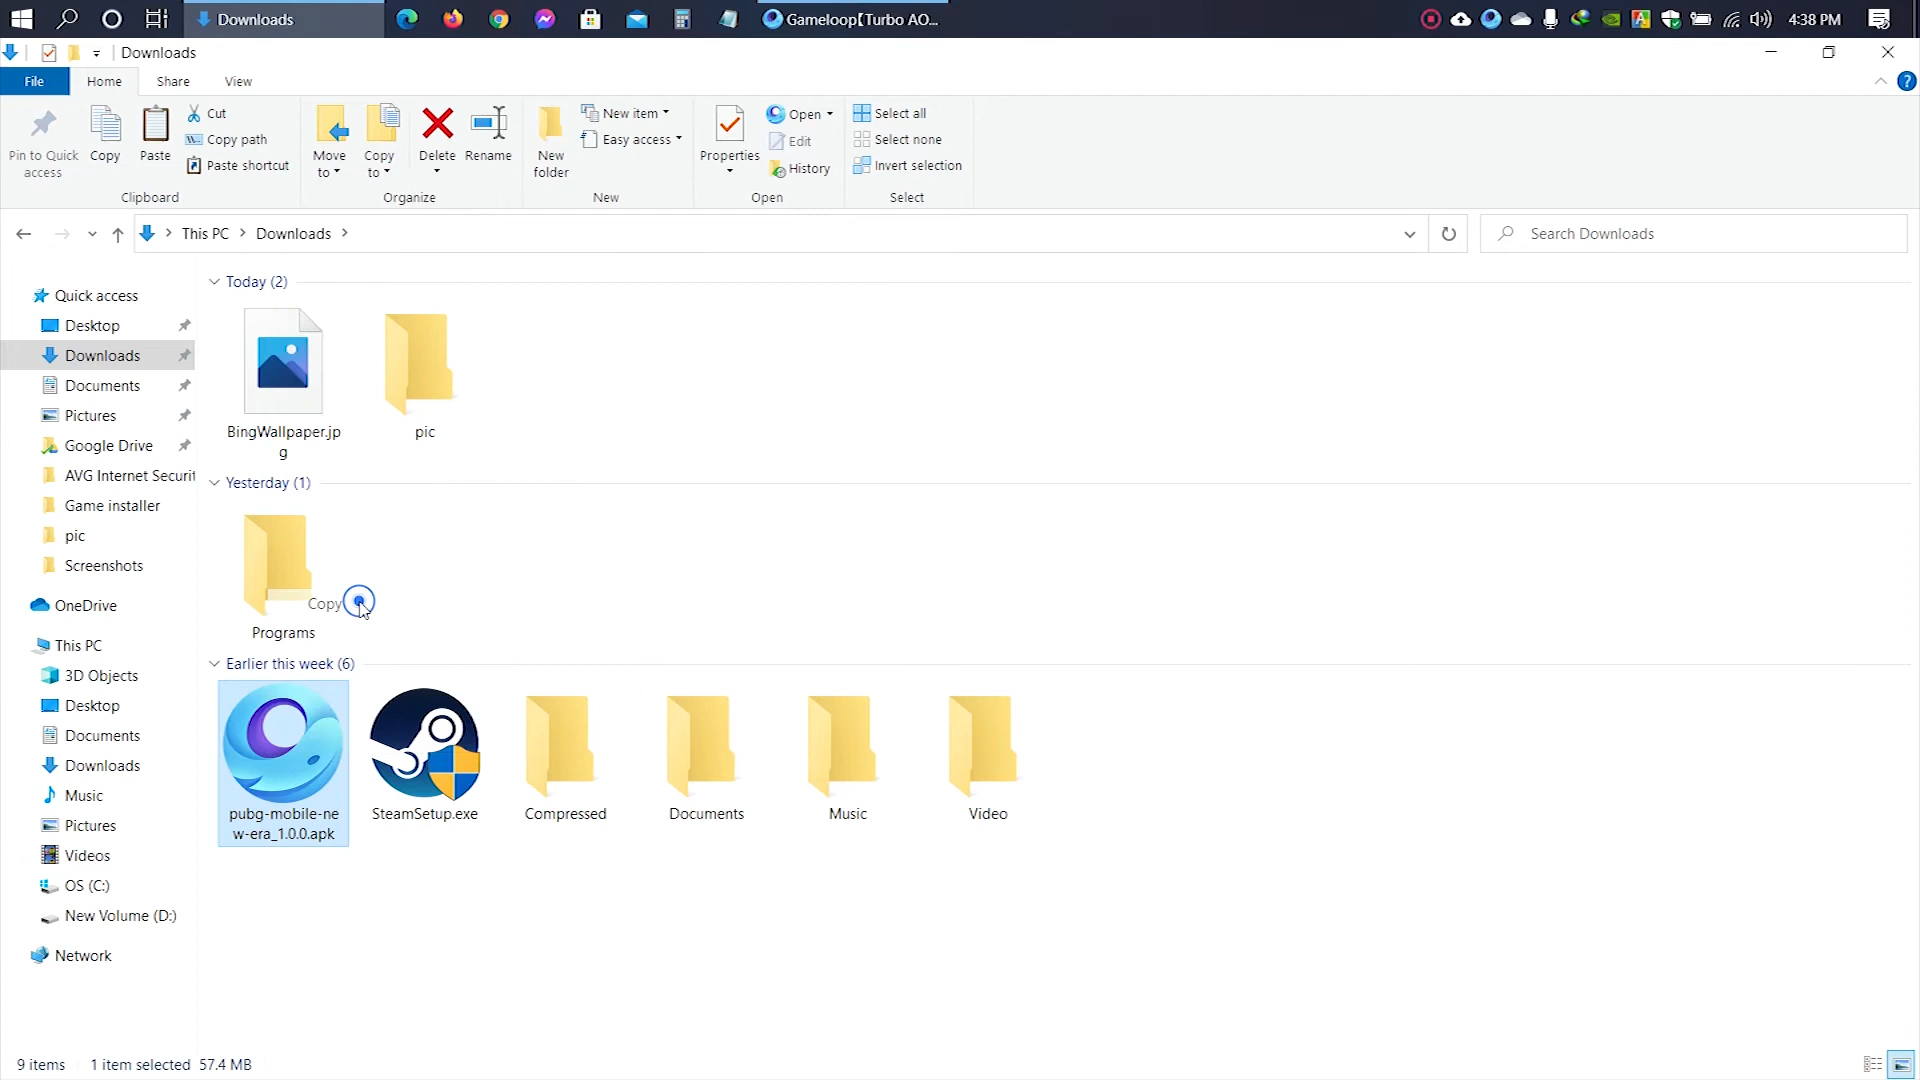 Downloads
Gameloop【Turbo AO...
4:38 PM
Downloads
File
Home
Share
View
Pin to Quick access
Copy
Paste
Cut
Copy path
Paste shortcut
Clipboard
Move to
Copy to
Delete
Rename
Organize
New folder
New item
Easy access
New
Properties
Open
Edit
History
Open
Select all
Select none
Invert selection
Select
This PC
Downloads
Search Downloads
Quick access
Desktop
Downloads
Documents
Pictures
Google Drive
AVG Internet Securit
Game installer
pic
Screenshots
OneDrive
This PC
3D Objects
Desktop
Documents
Downloads
Music
Pictures
Videos
OS (C:)
New Volume (D:)
Network
Today (2)
BingWallpaper.jp
g
pic
Yesterday (1)
Copy
Programs
Earlier this week (6)
pubg-mobile-ne
w-era_1.0.0.apk
SteamSetup.exe
Compressed
Documents
Music
Video
9 items
1 item selected 57.4 MB